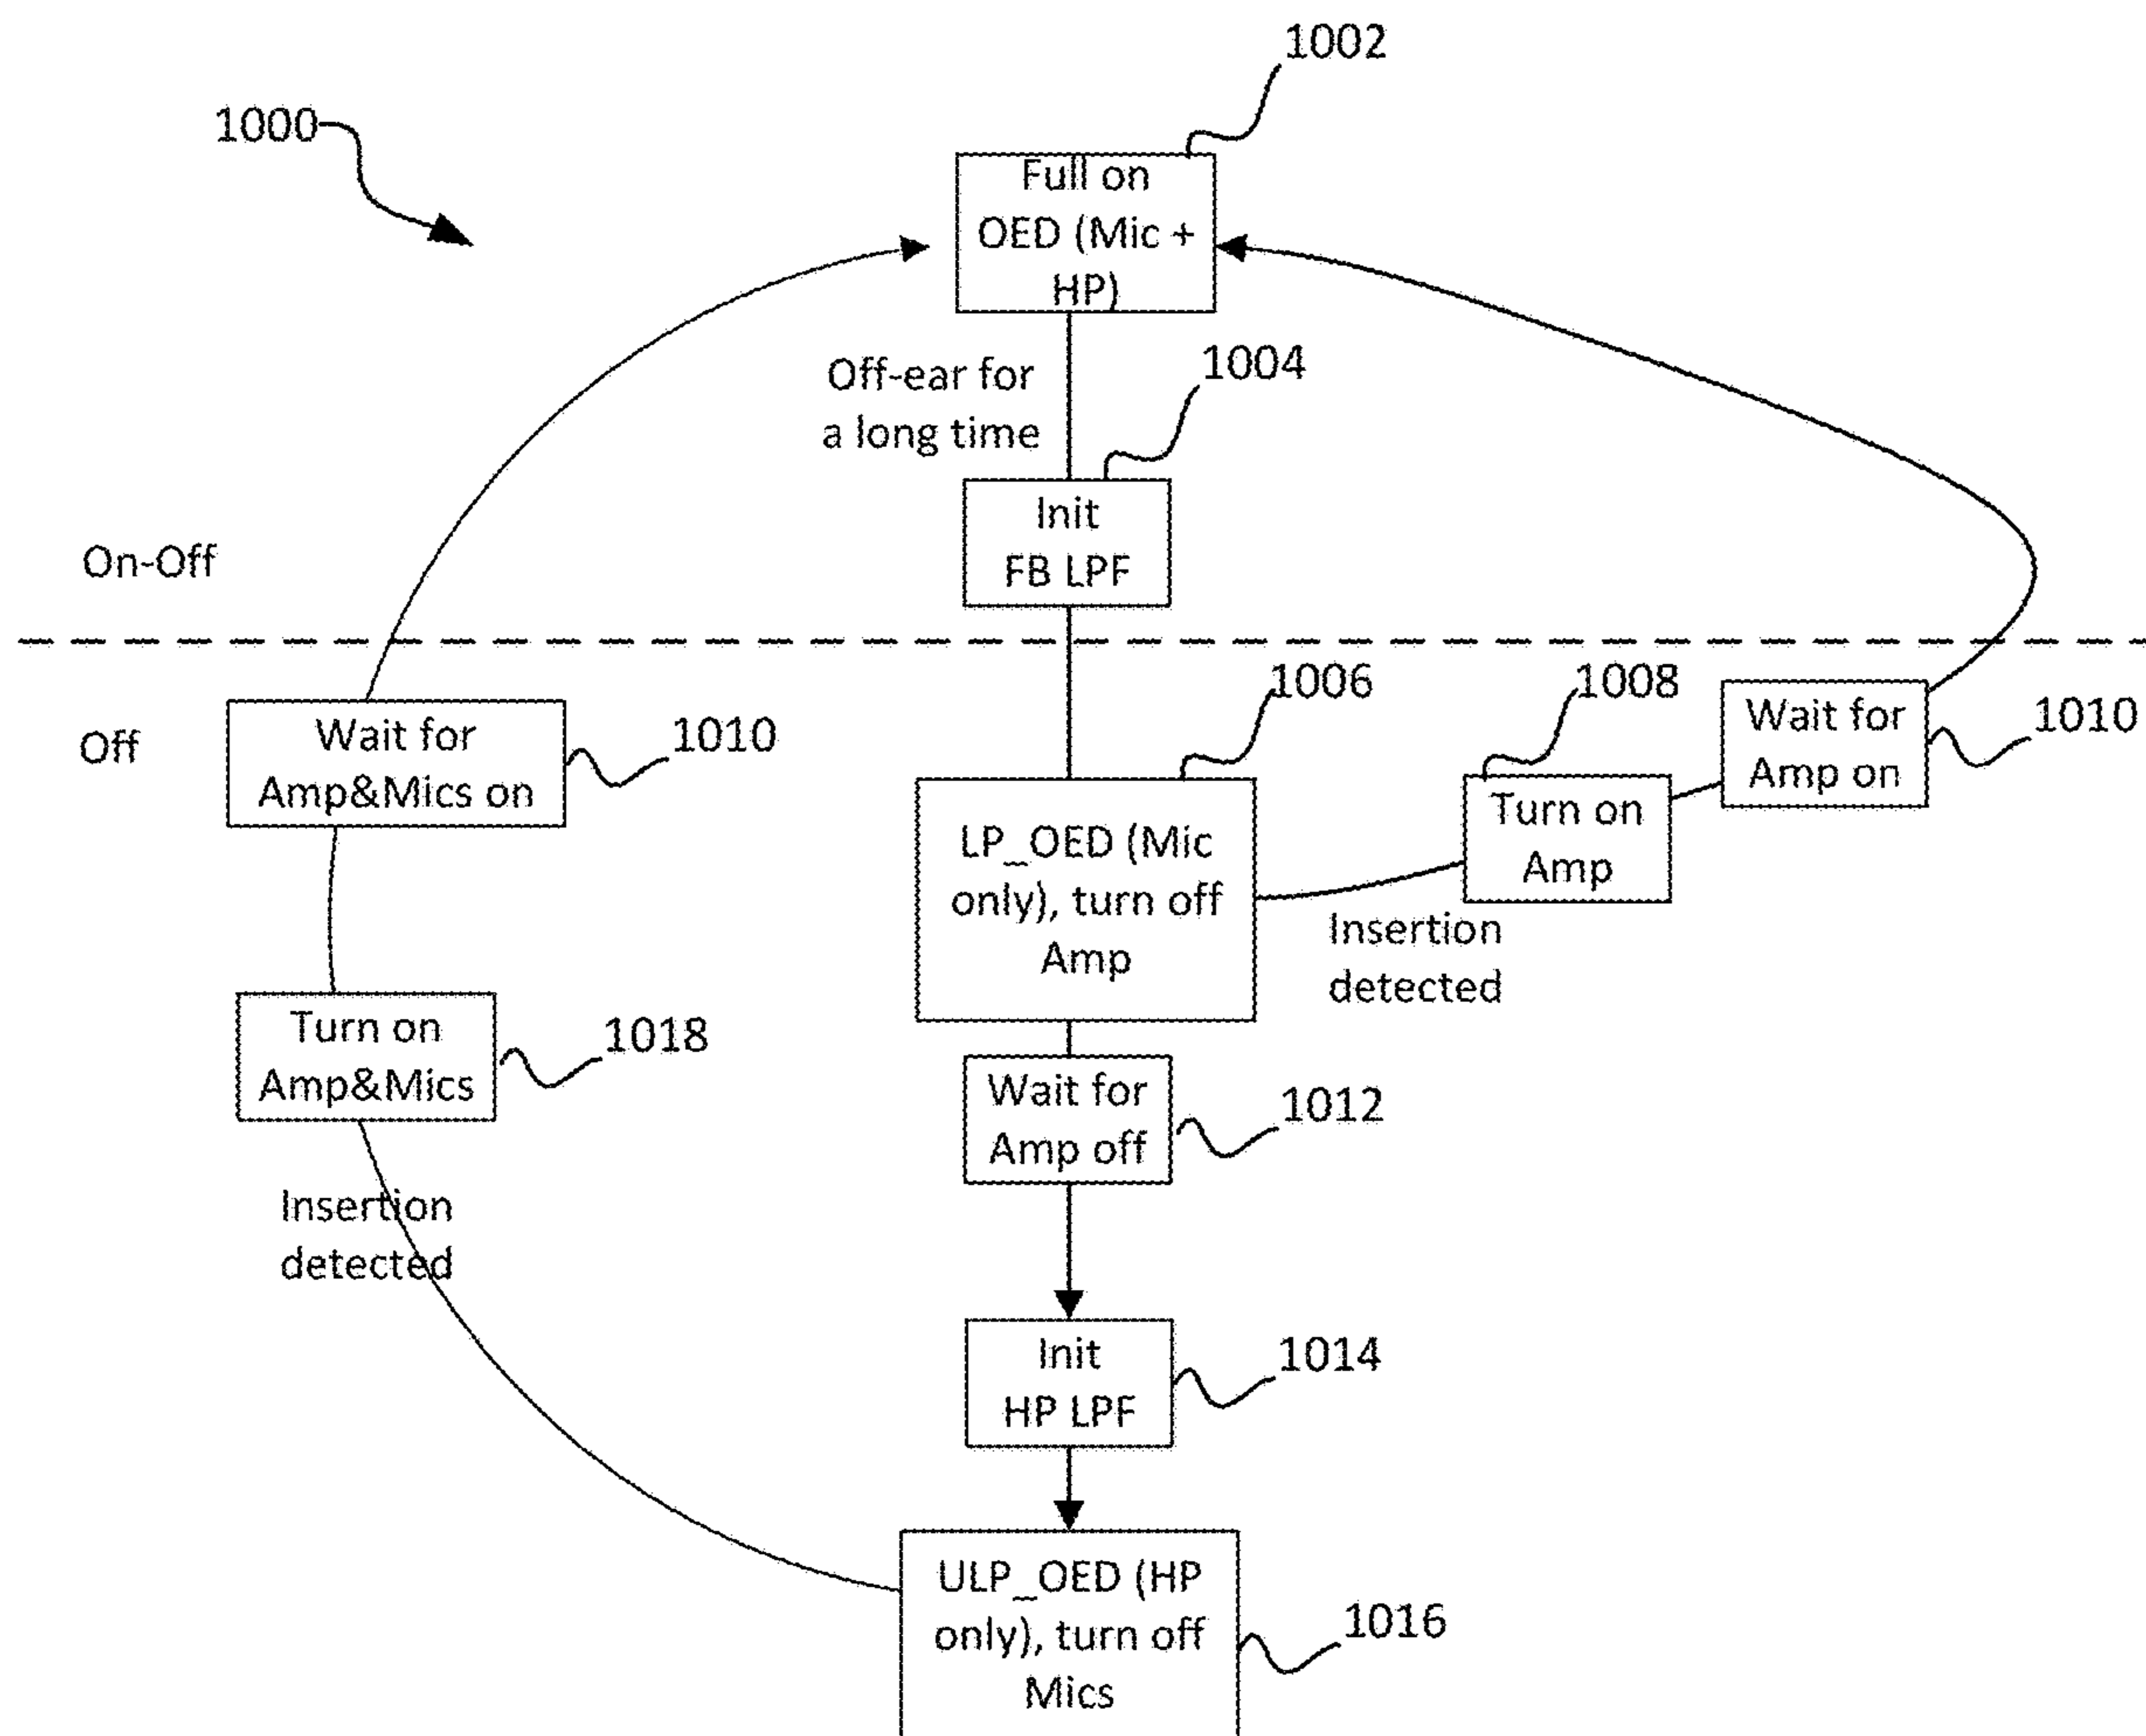 1002
1000
Full on
OED (Mic +
HP)
Off-ear for
a long time
1004
Init
FB LPF
On-Off
Off
Wait for
Amp&Mics on
1010
1006
1008
Wait for
Amp on
1010
Turn on
Amp
LP_OED (Mic
only), turn off
Amp
Insertion
detected
Turn on
Amp&Mics
1018
Wait for
Amp off
1012
Insertion
detected
Init
HP LPF
1014
ULP_OED (HP
only), turn off
Mics
1016